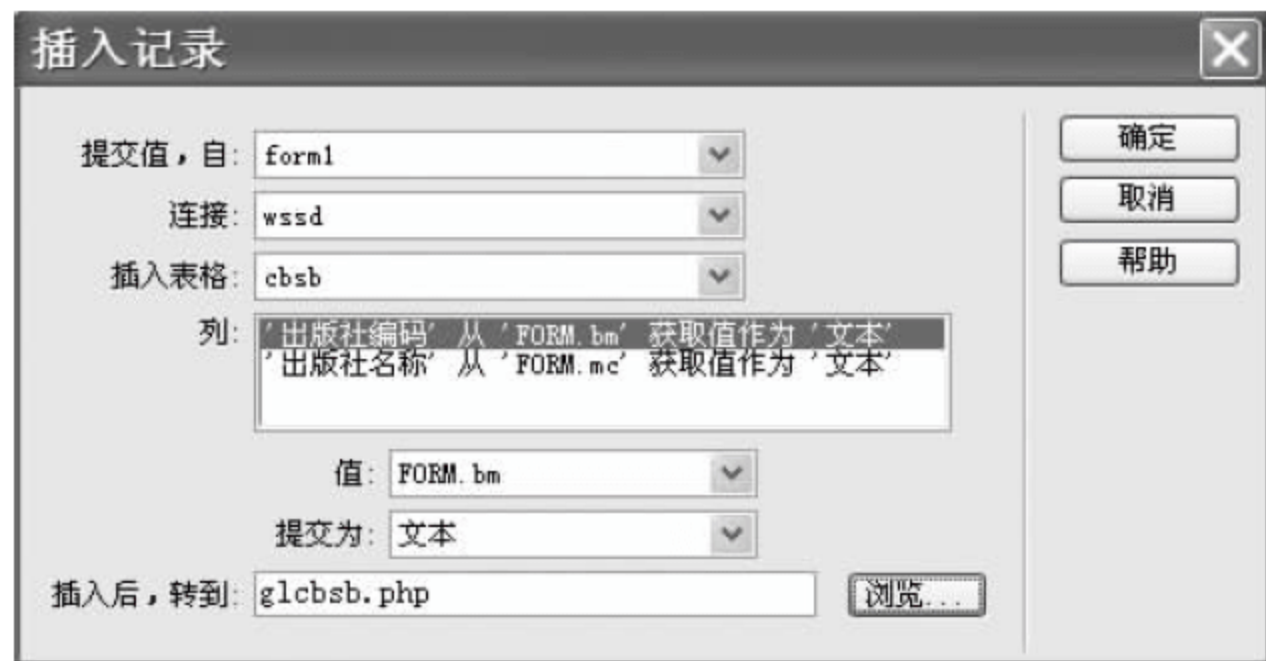 插入记录
提交值，自: form1
确定
连接: wssd
取消
插入表格: cbsb
帮助
列: '出版社编码' 从 'FORM.bm' 获取值作为 '文本'
'出版社名称' 从 'FORM.mc' 获取值作为 '文本'
值: FORM.bm
提交为: 文本
插入后，转到: glcbsb.php 浏览...